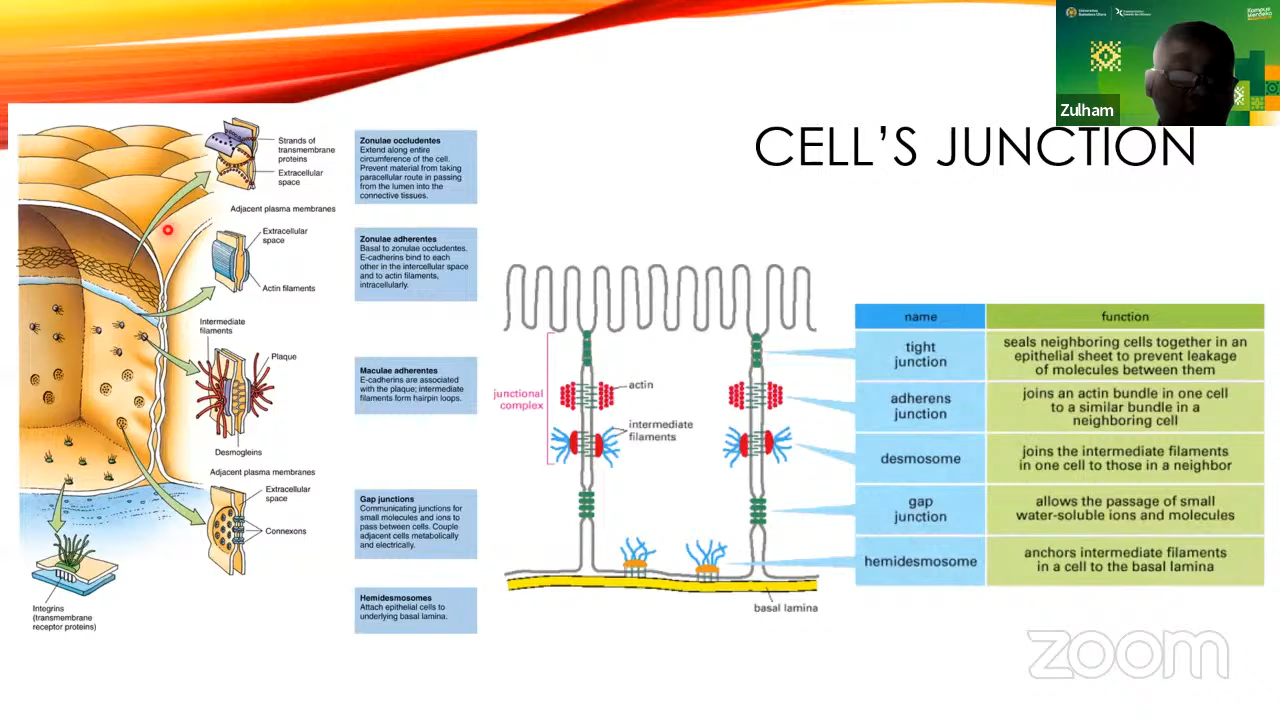 Universitas
Sumatera Utara
Kampus
Merdeka
Zulham
CELL'S JUNCTION
Strands of
transmembrane
proteins
Extracellular
space
Adjacent plasma membranes
Extracellular
space
Actin filaments
Intermediate
filaments
Plaque
Desmogleins
Adjacent plasma membranes
Extracellular
space
Connexons
Integrins
(transmembrane
receptor proteins)
Zonulae occludentes
Extend along entire
circumference of the cell.
Prevent material from taking
paracellular route in passing
from the lumen into the
connective tissues.
Zonulae adherentes
Basal to zonulae occludentes.
E-cadherins bind to each
other in the intercellular space
and to actin filaments,
intracellularly.
Maculae adherentes
E-cadherins are associated
with the plaque; intermediate
filaments form hairpin loops.
Gap junctions
Communicating junctions for
small molecules and ions to
pass between cells. Couple
adjacent cells metabolically
and electrically.
Hemidesmosomes
Attach epithelial cells to
underlying basal lamina.
junctional
complex
actin
intermediate
filaments
basal lamina
name function
tight
junction
seals neighboring cells together in an
epithelial sheet to prevent leakage
of molecules between them
adherens
junction
joins an actin bundle in one cell
to a similar bundle in a
neighboring cell
desmosome
joins the intermediate filaments
in one cell to those in a neighbor
gap
junction
allows the passage of small
water-soluble ions and molecules
hemidesmosome
anchors intermediate filaments
in a cell to the basal lamina
zoom